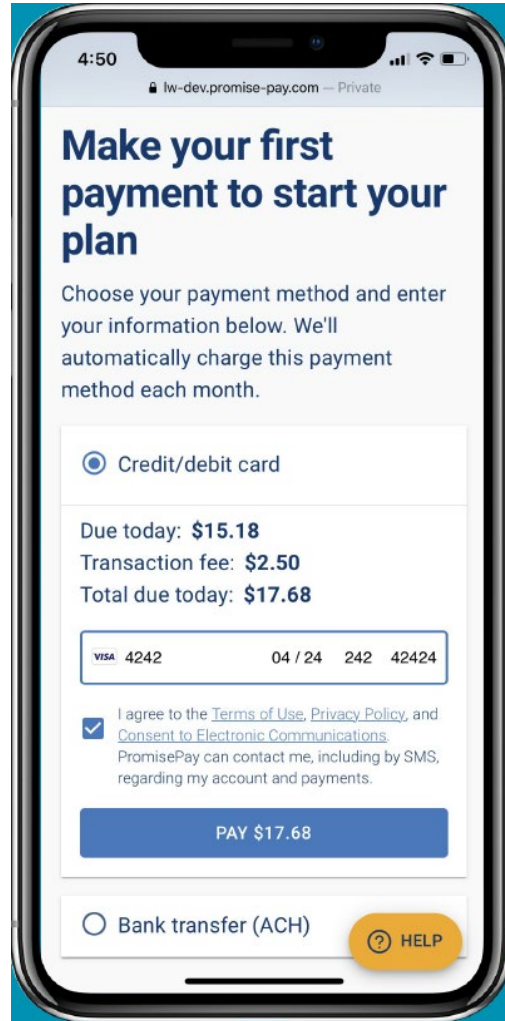 4:50
lw-dev.promise-pay.com — Private
Make your first
payment to start your
plan
Choose your payment method and enter
your information below. We'll
automatically charge this payment
method each month.
Credit/debit card
Due today: $15.18
Transaction fee: $2.50
Total due today: $17.68
VISA 4242 04 / 24 242 42424
I agree to the Terms of Use, Privacy Policy, and
Consent to Electronic Communications.
PromisePay can contact me, including by SMS,
regarding my account and payments.
PAY $17.68
Bank transfer (ACH)
? HELP